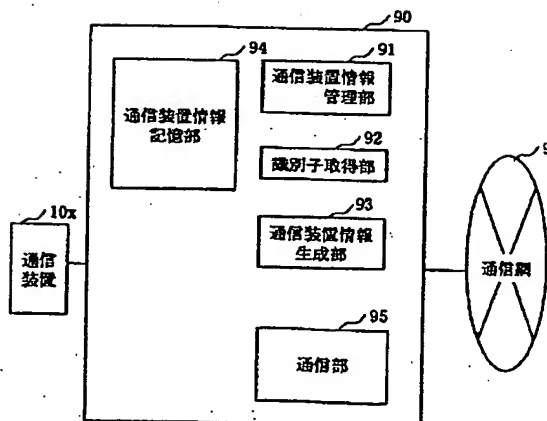 90
94
通信装置情報
記憶部
91
通信装置情報
管理部
92
識別子取得部
93
通信装置情報
生成部
95
通信部
10x
通信
装置
9
通信網